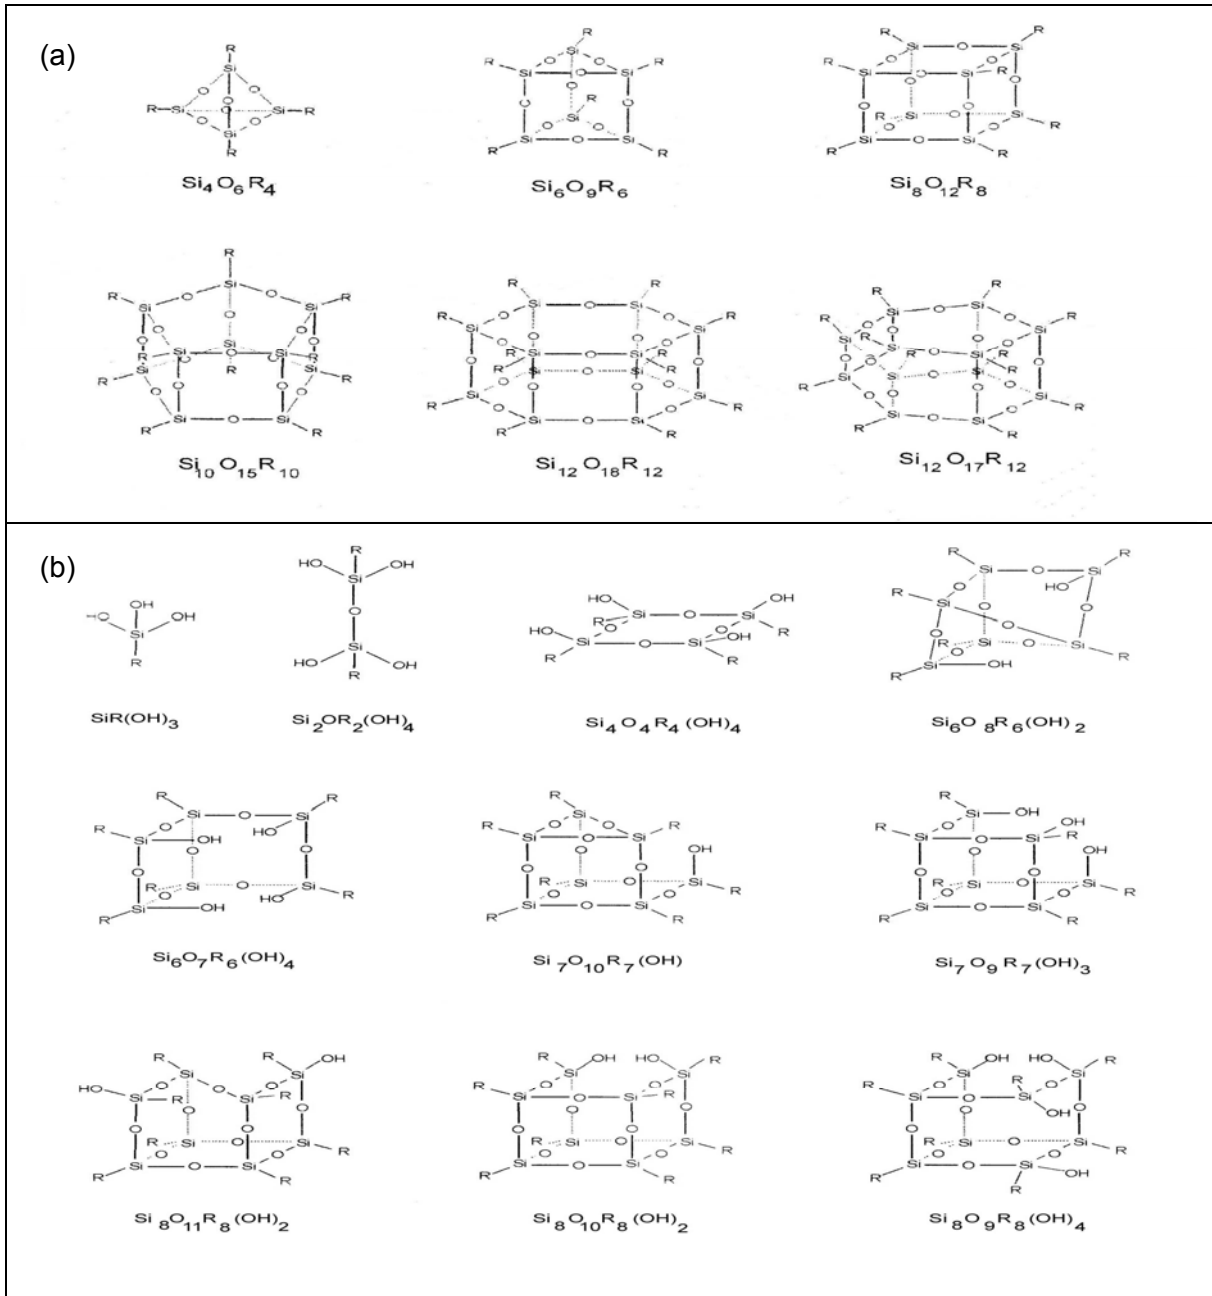 (a)
Si4O6R4
Si6O9R6
Si8O12R8
Si10O15R10
Si12O18R12
Si12O17R12
(b)
SiR(OH)3
Si2OR2(OH)4
Si4O4R4(OH)4
Si6O8R6(OH)2
Si6O7R6(OH)4
Si7O10R7(OH)
Si7O9R7(OH)3
Si8O11R8(OH)2
Si8O10R8(OH)2
Si8O9R8(OH)4